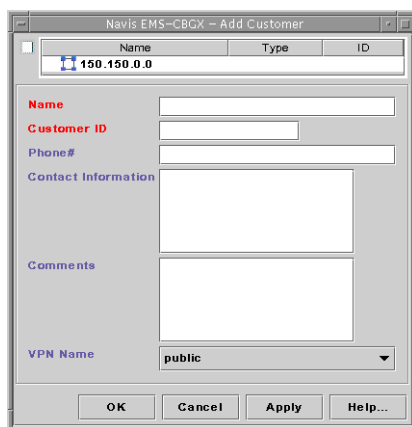 Navis EMS-CBGX - Add Customer
Name Type ID
150.150.0.0
Name
Customer ID
Phone#
Contact Information
Comments
VPN Name public
OK Cancel Apply Help...